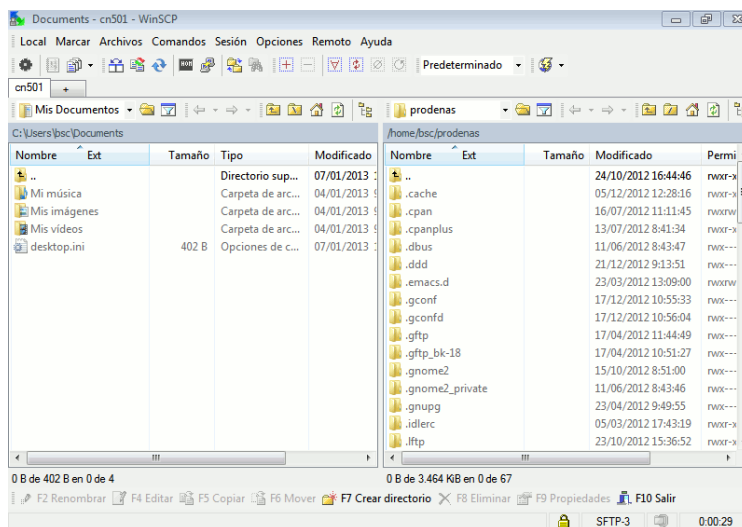 Documents - cn501 - WinSCP
Local Marcar Archivos Comandos Sesión Opciones Remoto Ayuda
Predeterminado
cn501
Mis Documentos
prodenas
C:\Users\bsc\Documents
/home/bsc/prodenas
Nombre Ext Tamaño Tipo Modificado
.. Directorio sup... 07/01/2013
Mi música Carpeta de arc... 04/01/2013
Mis imágenes Carpeta de arc... 04/01/2013
Mis vídeos Carpeta de arc... 04/01/2013
desktop.ini 402 B Opciones de c... 07/01/2013
Nombre Ext Tamaño Modificado Permi
.. 24/10/2012 16:44:46 rwxr-x
.cache 05/12/2012 12:28:16 rwxr-x
.cpan 16/07/2012 11:11:45 rwxrw
.cpanplus 13/07/2012 8:41:34 rwxr-x
.dbus 11/06/2012 8:43:47 rwx---
.ddd 21/12/2012 9:13:51 rwx---
.emacs.d 23/03/2012 13:09:00 rwxrw
.gconf 17/12/2012 10:55:33 rwx---
.gconfd 17/12/2012 10:56:04 rwx---
.gftp 17/04/2012 11:44:49 rwx---
.gftp_bk-18 17/04/2012 10:51:27 rwx---
.gnome2 15/10/2012 8:51:00 rwx---
.gnome2_private 11/06/2012 8:43:46 rwx---
.gnupg 23/04/2012 9:49:55 rwx---
.idlerc 05/03/2012 17:43:19 rwxr-x
.lftp 23/10/2012 15:36:52 rwxr-x
0 B de 402 B en 0 de 4
0 B de 3.464 KiB en 0 de 67
F2 Renombrar F4 Editar F5 Copiar F6 Mover F7 Crear directorio F8 Eliminar F9 Propiedades F10 Salir
SFTP-3 0:00:29